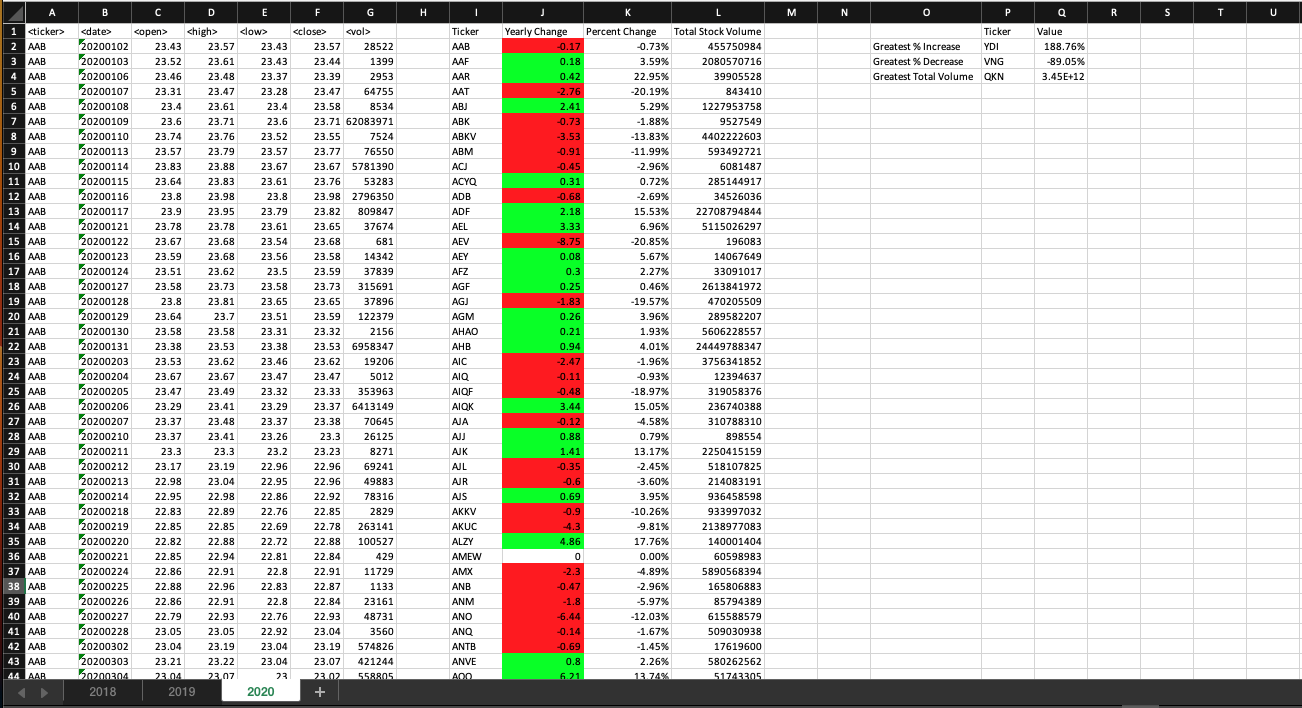 A B C D E F G H I J K L M N O P Q R S T U
1 <ticker> <date> <open> <high> <low> <close> <vol> Ticker Yearly Change Percent Change Total Stock Volume Ticker Value
2 AAB 20200102 23.43 23.57 23.43 23.57 28522 AAB -0.17 -0.73% 455750984 Greatest % Increase YDI 188.76%
3 AAB 20200103 23.52 23.61 23.43 23.44 1399 AAF 0.18 3.59% 2080570716 Greatest % Decrease VNG -89.05%
4 AAB 20200106 23.46 23.48 23.37 23.39 2953 AAR 0.42 22.95% 39905528 Greatest Total Volume QKN 3.45E+12
5 AAB 20200107 23.31 23.47 23.28 23.47 64755 AAT -2.76 -20.19% 843410
6 AAB 20200108 23.4 23.61 23.4 23.58 8534 ABJ 2.41 5.29% 1227953758
7 AAB 20200109 23.6 23.71 23.6 23.71 62083971 ABK -0.73 -1.88% 9527549
8 AAB 20200110 23.74 23.76 23.52 23.55 7524 ABKV -3.53 -13.83% 4402222603
9 AAB 20200113 23.57 23.79 23.57 23.77 76550 ABM -0.91 -11.99% 593492721
10 AAB 20200114 23.83 23.88 23.67 23.67 5781390 ACJ -0.45 -2.96% 6081487
11 AAB 20200115 23.64 23.83 23.61 23.76 53283 ACYQ 0.31 0.72% 285144917
12 AAB 20200116 23.8 23.98 23.8 23.98 2796350 ADB -0.68 -2.69% 34526036
13 AAB 20200117 23.9 23.95 23.79 23.82 809847 ADF 2.18 15.53% 22708794844
14 AAB 20200121 23.78 23.78 23.61 23.65 37674 AEL 3.33 6.96% 5115026297
15 AAB 20200122 23.67 23.68 23.54 23.68 681 AEV -8.75 -20.85% 196083
16 AAB 20200123 23.59 23.68 23.56 23.58 14342 AEY 0.08 5.67% 14067649
17 AAB 20200124 23.51 23.62 23.5 23.59 37839 AFZ 0.3 2.27% 33091017
18 AAB 20200127 23.58 23.73 23.58 23.73 315691 AGF 0.25 0.46% 2613841972
19 AAB 20200128 23.8 23.81 23.65 23.65 37896 AGJ -1.83 -19.57% 470205509
20 AAB 20200129 23.64 23.7 23.51 23.59 122379 AGM 0.26 3.96% 289582207
21 AAB 20200130 23.58 23.58 23.31 23.32 2156 AHAO 0.21 1.93% 5606228557
22 AAB 20200131 23.38 23.53 23.38 23.53 6958347 AHB 0.94 4.01% 24449788347
23 AAB 20200203 23.53 23.62 23.46 23.62 19206 AIC -2.47 -1.96% 3756341852
24 AAB 20200204 23.67 23.67 23.47 23.47 5012 AIQ -0.11 -0.93% 12394637
25 AAB 20200205 23.47 23.49 23.32 23.33 353963 AIQF -0.48 -18.97% 319058376
26 AAB 20200206 23.29 23.41 23.29 23.37 6413149 AIQK 3.44 15.05% 236740388
27 AAB 20200207 23.37 23.48 23.37 23.38 70645 AJA -0.12 -4.58% 310788310
28 AAB 20200210 23.37 23.41 23.26 23.3 26125 AJJ 0.88 0.79% 898554
29 AAB 20200211 23.3 23.3 23.2 23.23 8271 AJK 1.41 13.17% 2250415159
30 AAB 20200212 23.17 23.19 22.96 22.96 69241 AJL -0.35 -2.45% 518107825
31 AAB 20200213 22.98 23.04 22.95 22.96 49883 AJR -0.6 -3.60% 214083191
32 AAB 20200214 22.95 22.98 22.86 22.92 78316 AJS 0.69 3.95% 936458598
33 AAB 20200218 22.83 22.89 22.76 22.85 2829 AKKV -0.9 -10.26% 933997032
34 AAB 20200219 22.85 22.85 22.69 22.78 263141 AKUC -4.3 -9.81% 2138977083
35 AAB 20200220 22.82 22.88 22.72 22.88 100527 ALZY 4.86 17.76% 140001404
36 AAB 20200221 22.85 22.94 22.81 22.84 429 AMEW 0 0.00% 60598983
37 AAB 20200224 22.86 22.91 22.8 22.91 11729 AMX -2.3 -4.89% 5890568394
38 AAB 20200225 22.88 22.96 22.83 22.87 1133 ANB -0.47 -2.96% 165806883
39 AAB 20200226 22.86 22.91 22.8 22.84 23161 ANM -1.8 -5.97% 85794389
40 AAB 20200227 22.79 22.93 22.76 22.93 48731 ANO -6.44 -12.03% 615588579
41 AAB 20200228 23.05 23.05 22.92 23.04 3560 ANQ -0.14 -1.67% 509030938
42 AAB 20200302 23.04 23.19 23.04 23.19 574826 ANTB -0.69 -1.45% 17619600
43 AAB 20200303 23.21 23.22 23.04 23.07 421244 ANVE 0.8 2.26% 580262562
44 AAB 20200304 23.04 23.07 23 23.02 558805 AOO 6.21 13.74% 51743305
2018 2019 2020 +